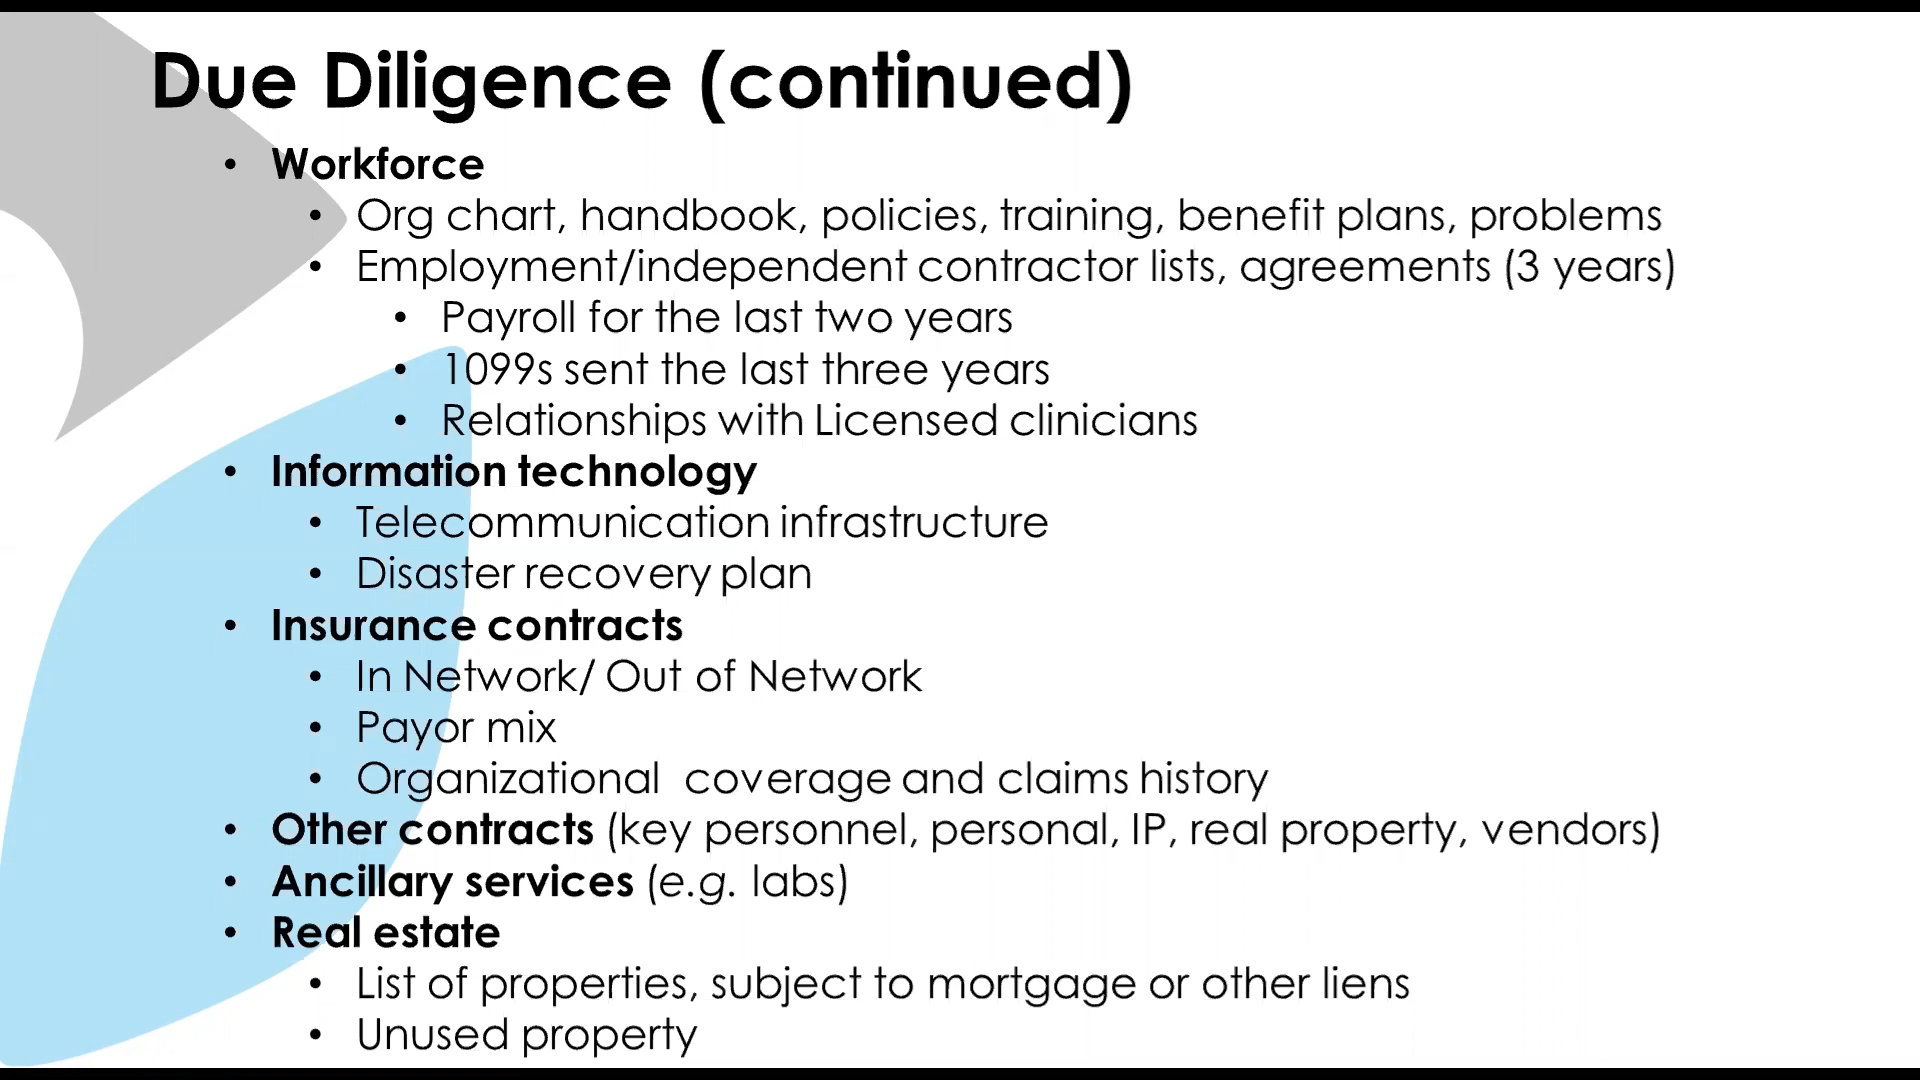 Due Diligence (continued)
• Workforce
• Org chart, handbook, policies, training, benefit plans, problems
• Employment/independent contractor lists, agreements (3 years)
• Payroll for the last two years
• 1099s sent the last three years
• Relationships with Licensed clinicians
• Information technology
• Telecommunication infrastructure
• Disaster recovery plan
• Insurance contracts
• In Network/ Out of Network
• Payor mix
• Organizational  coverage and claims history
• Other contracts (key personnel, personal, IP, real property, vendors)
• Ancillary services (e.g. labs)
• Real estate
• List of properties, subject to mortgage or other liens
• Unused property